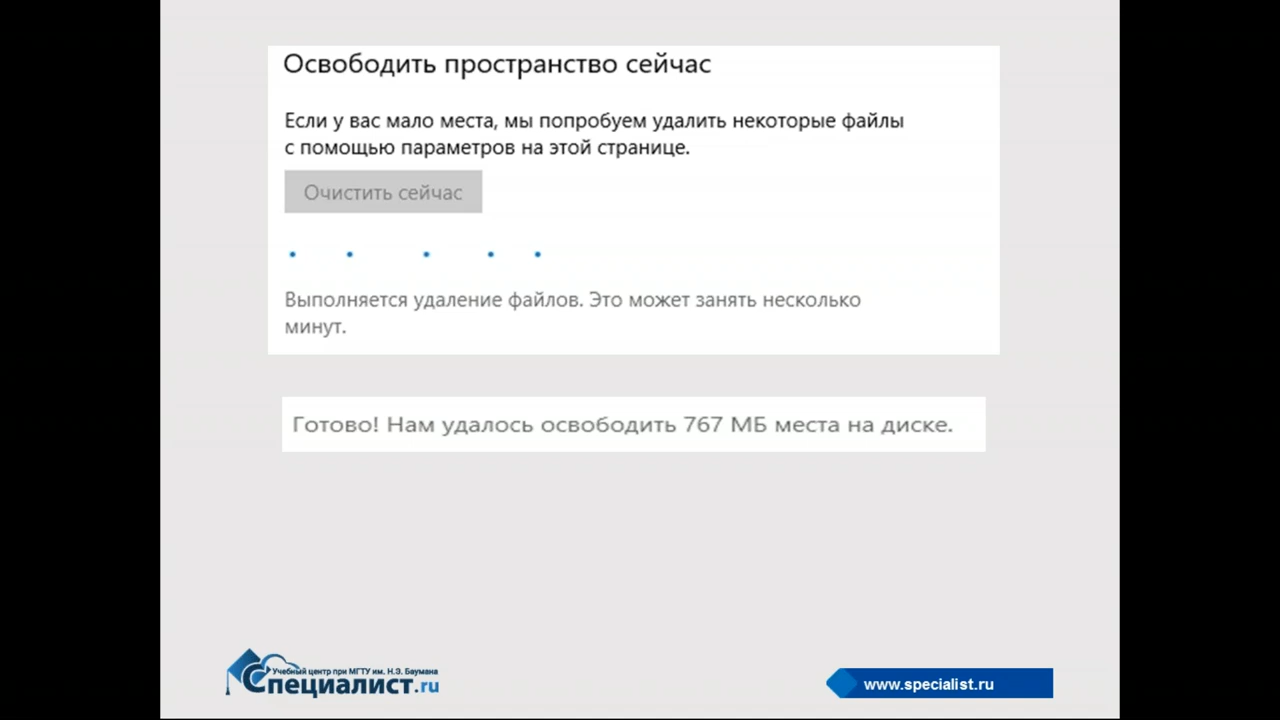 Освободить пространство сейчас
Если у вас мало места, мы попробуем удалить некоторые файлы
с помощью параметров на этой странице.
Очистить сейчас
Выполняется удаление файлов. Это может занять несколько
минут.
Готово! Нам удалось освободить 767 МБ места на диске.
Учебный центр при МГТУ им. Н.Э. Баумана
Специалист.ru
www.specialist.ru